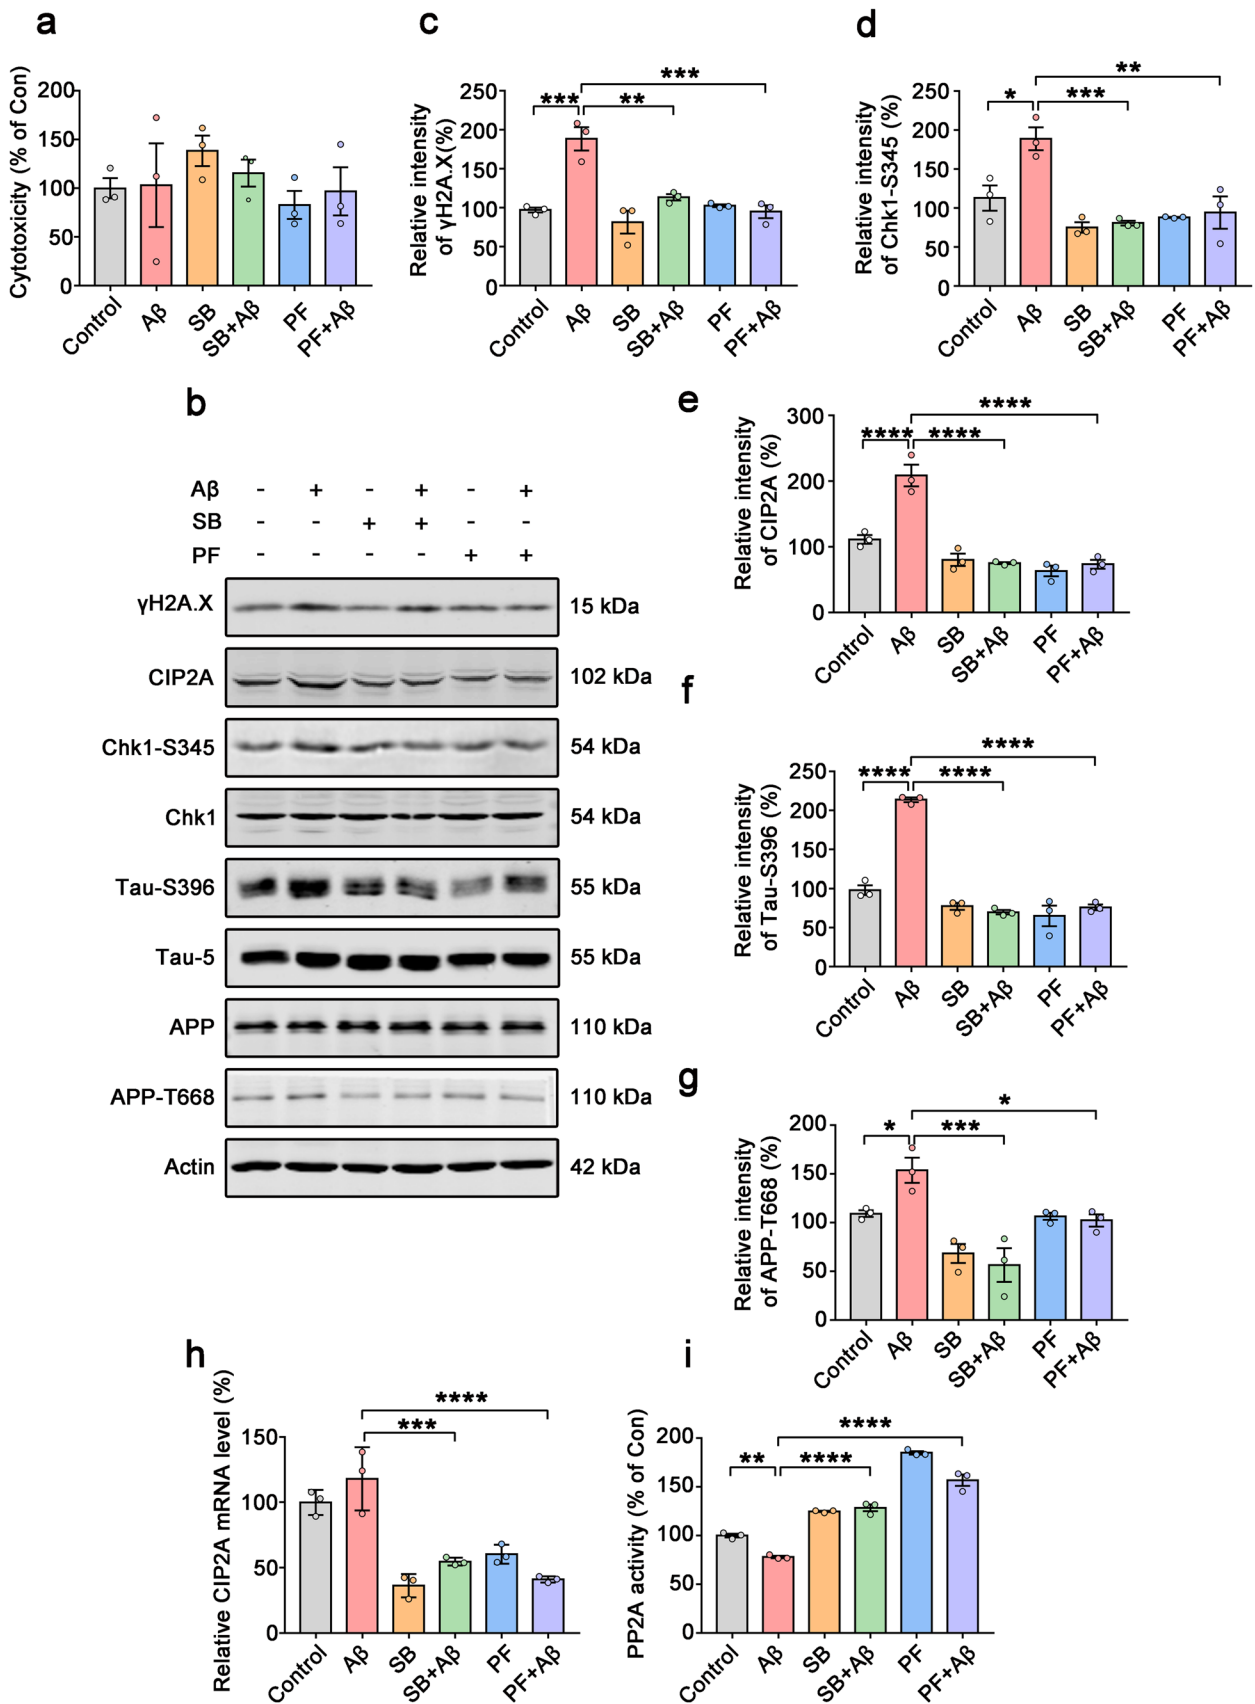 a
Cytotoxicity (% of Con)
200
150
100
50
0
Control
Aβ
SB
SB+Aβ
PF
PF+Aβ
c
Relative intensity
of γH2A.X(%)
250
200
150
100
50
0
***
**
***
Control
Aβ
SB
SB+Aβ
PF
PF+Aβ
d
Relative intensity
of Chk1-S345 (%)
250
200
150
100
50
0
*
***
**
Control
Aβ
SB
SB+Aβ
PF
PF+Aβ
b
Aβ - + - + - +
SB - - + + - -
PF - - - - + +
γH2A.X 15 kDa
CIP2A 102 kDa
Chk1-S345 54 kDa
Chk1 54 kDa
Tau-S396 55 kDa
Tau-5 55 kDa
APP 110 kDa
APP-T668 110 kDa
Actin 42 kDa
e
Relative intensity
of CIP2A (%)
300
200
100
0
****
****
****
Control
Aβ
SB
SB+Aβ
PF
PF+Aβ
f
Relative intensity
of Tau-S396 (%)
250
200
150
100
50
0
****
****
****
Control
Aβ
SB
SB+Aβ
PF
PF+Aβ
g
Relative intensity
of APP-T668 (%)
200
150
100
50
0
*
***
*
Control
Aβ
SB
SB+Aβ
PF
PF+Aβ
h
Relative CIP2A mRNA level (%)
150
100
50
0
***
****
Control
Aβ
SB
SB+Aβ
PF
PF+Aβ
i
PP2A activity (% of Con)
200
150
100
50
0
**
****
****
Control
Aβ
SB
SB+Aβ
PF
PF+Aβ